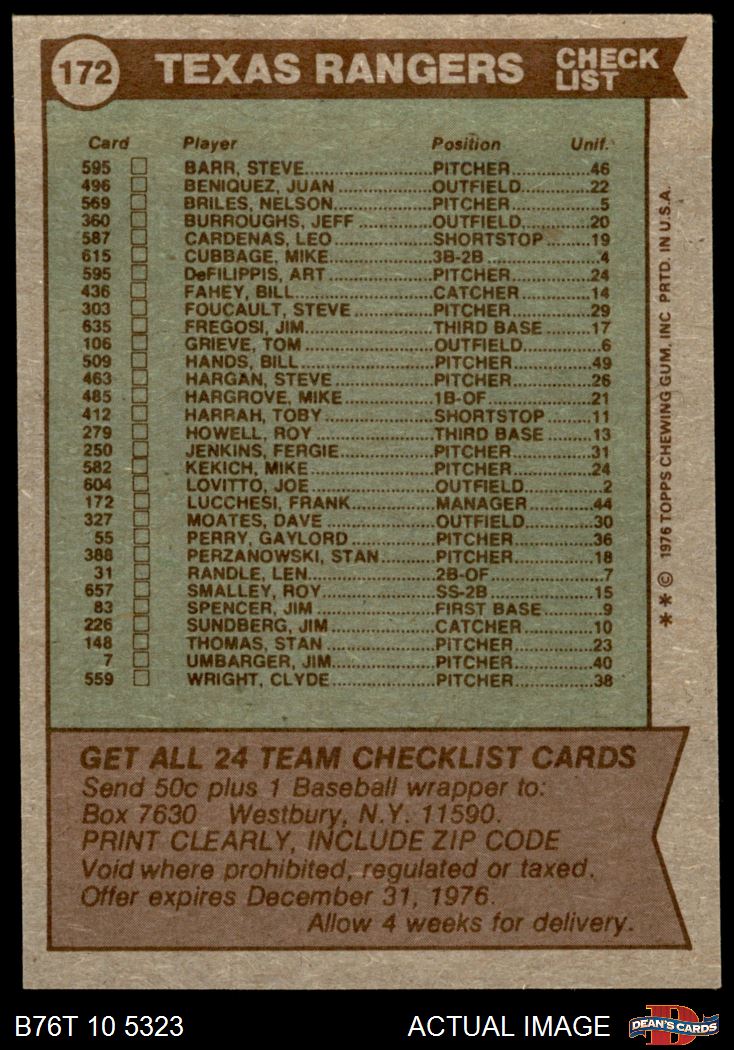 172 TEXAS RANGERS CHECK LIST
Card Player Position Unif.
595 BARR, STEVE PITCHER 46
496 BENIQUEZ, JUAN OUTFIELD 22
569 BRILES, NELSON PITCHER 5
360 BURROUGHS, JEFF OUTFIELD 20
587 CARDENAS, LEO SHORTSTOP 19
615 CUBBAGE, MIKE 3B-2B 4
595 DeFILIPPIS, ART PITCHER 24
436 FAHEY, BILL CATCHER 14
303 FOUCAULT, STEVE PITCHER 29
635 FREGOSI, JIM THIRD BASE 17
106 GRIEVE, TOM OUTFIELD 6
509 HANDS, BILL PITCHER 49
463 HARGAN, STEVE PITCHER 26
485 HARGROVE, MIKE 1B-OF 21
412 HARRAH, TOBY SHORTSTOP 11
279 HOWELL, ROY THIRD BASE 13
250 JENKINS, FERGIE PITCHER 31
582 KEKICH, MIKE PITCHER 24
604 LOVITTO, JOE OUTFIELD 2
172 LUCCHESI, FRANK MANAGER 44
327 MOATES, DAVE OUTFIELD 30
55 PERRY, GAYLORD PITCHER 36
388 PERZANOWSKI, STAN PITCHER 18
31 RANDLE, LEN 2B-OF 7
657 SMALLEY, ROY SS-2B 15
83 SPENCER, JIM FIRST BASE 9
226 SUNDBERG, JIM CATCHER 10
148 THOMAS, STAN PITCHER 23
7 UMBARGER, JIM PITCHER 40
559 WRIGHT, CLYDE PITCHER 38
** © 1976 TOPPS CHEWING GUM, INC PRTD. IN U.S.A.
GET ALL 24 TEAM CHECKLIST CARDS
Send 50c plus 1 Baseball wrapper to:
Box 7630 Westbury, N.Y. 11590.
PRINT CLEARLY, INCLUDE ZIP CODE
Void where prohibited, regulated or taxed.
Offer expires December 31, 1976.
Allow 4 weeks for delivery.
B76T 10 5323 ACTUAL IMAGE D DEAN'S CARDS